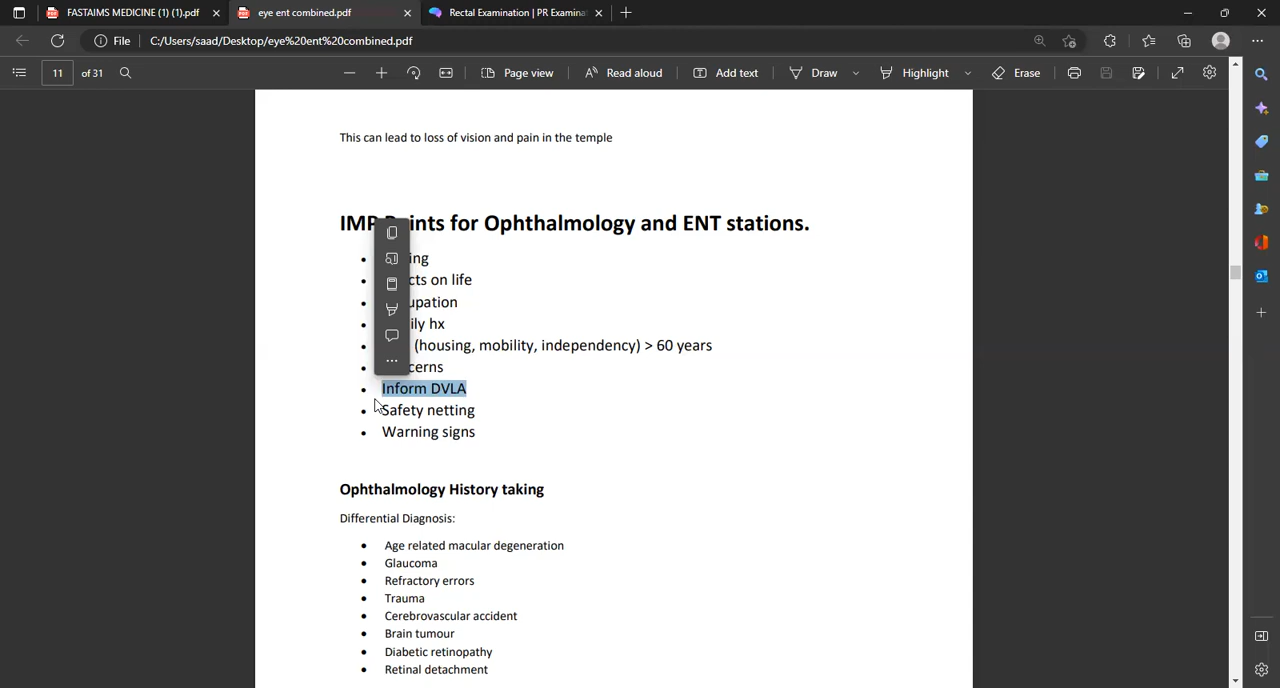 FASTAIMS MEDICINE (1) (1).pdf
eye ent combined.pdf
Rectal Examination | PR Examina
File
C:/Users/saad/Desktop/eye%20ent%20combined.pdf
11 of 31
Page view
Read aloud
Add text
Draw
Highlight
Erase
This can lead to loss of vision and pain in the temple
IMP Points for Ophthalmology and ENT stations.
ing
cts on life
upation
ily hx
(housing, mobility, independency) > 60 years
cerns
Inform DVLA
Safety netting
Warning signs
Ophthalmology History taking
Differential Diagnosis:
Age related macular degeneration
Glaucoma
Refractory errors
Trauma
Cerebrovascular accident
Brain tumour
Diabetic retinopathy
Retinal detachment